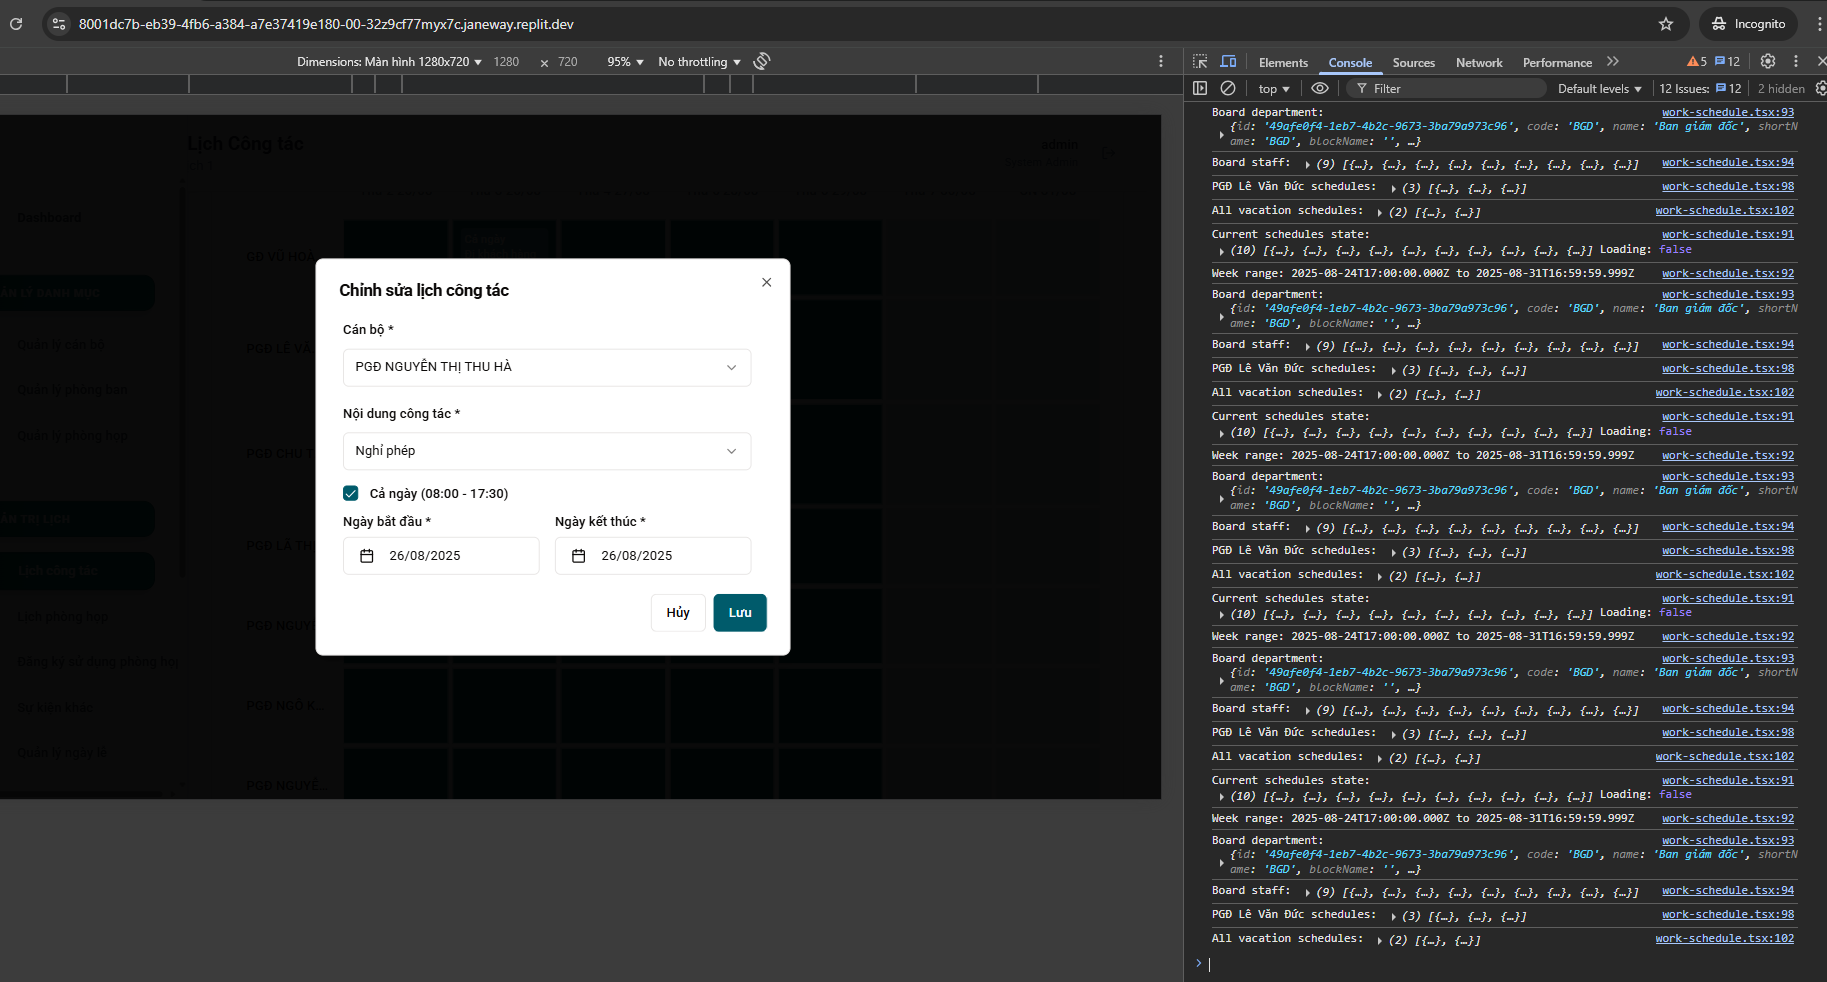 8001dc7b-eb39-4fb6-a384-a7e37419e180-00-32z9cf77myx7c.janeway.replit.dev
Incognito
Dimensions: Màn hình 1280x720 1280 × 720 95% No throttling
Elements Console Sources Network Performance 5 12
top Filter Default levels 12 Issues: 12 2 hidden
Lịch Công tác
admin
Dashboard
Quản lý cán bộ
Quản lý phòng ban
Quản lý phòng họp
Lịch công tác
Lịch phòng họp
Đăng ký sử dụng phòng họp
Sự kiện khác
Quản lý ngày lễ
GĐ VŨ HOÀ
PGĐ LÊ VĂ
PGĐ CHU T
PGĐ LÃ TH
PGĐ NGUY
PGĐ NGÔ K...
PGĐ NGUYỄ...
Chỉnh sửa lịch công tác
Cán bộ *
PGĐ NGUYỄN THỊ THU HÀ
Nội dung công tác *
Nghỉ phép
Cả ngày (08:00 - 17:30)
Ngày bắt đầu * Ngày kết thúc *
26/08/2025 26/08/2025
Hủy Lưu
Board department: work-schedule.tsx:93
{id: '49afe0f4-1eb7-4b2c-9673-3ba79a973c96', code: 'BGD', name: 'Ban giám đốc', shortN
ame: 'BGD', blockName: '', …}
Board staff: (9) [{…}, {…}, {…}, {…}, {…}, {…}, {…}, {…}, {…}] work-schedule.tsx:94
PGĐ Lê Văn Đức schedules: (3) [{…}, {…}, {…}] work-schedule.tsx:98
All vacation schedules: (2) [{…}, {…}] work-schedule.tsx:102
Current schedules state: work-schedule.tsx:91
(10) [{…}, {…}, {…}, {…}, {…}, {…}, {…}, {…}, {…}, {…}] Loading: false
Week range: 2025-08-24T17:00:00.000Z to 2025-08-31T16:59:59.999Z work-schedule.tsx:92
Board department: work-schedule.tsx:93
{id: '49afe0f4-1eb7-4b2c-9673-3ba79a973c96', code: 'BGD', name: 'Ban giám đốc', shortN
ame: 'BGD', blockName: '', …}
Board staff: (9) [{…}, {…}, {…}, {…}, {…}, {…}, {…}, {…}, {…}] work-schedule.tsx:94
PGĐ Lê Văn Đức schedules: (3) [{…}, {…}, {…}] work-schedule.tsx:98
All vacation schedules: (2) [{…}, {…}] work-schedule.tsx:102
Current schedules state: work-schedule.tsx:91
(10) [{…}, {…}, {…}, {…}, {…}, {…}, {…}, {…}, {…}, {…}] Loading: false
Week range: 2025-08-24T17:00:00.000Z to 2025-08-31T16:59:59.999Z work-schedule.tsx:92
Board department: work-schedule.tsx:93
{id: '49afe0f4-1eb7-4b2c-9673-3ba79a973c96', code: 'BGD', name: 'Ban giám đốc', shortN
ame: 'BGD', blockName: '', …}
Board staff: (9) [{…}, {…}, {…}, {…}, {…}, {…}, {…}, {…}, {…}] work-schedule.tsx:94
PGĐ Lê Văn Đức schedules: (3) [{…}, {…}, {…}] work-schedule.tsx:98
All vacation schedules: (2) [{…}, {…}] work-schedule.tsx:102
Current schedules state: work-schedule.tsx:91
(10) [{…}, {…}, {…}, {…}, {…}, {…}, {…}, {…}, {…}, {…}] Loading: false
Week range: 2025-08-24T17:00:00.000Z to 2025-08-31T16:59:59.999Z work-schedule.tsx:92
Board department: work-schedule.tsx:93
{id: '49afe0f4-1eb7-4b2c-9673-3ba79a973c96', code: 'BGD', name: 'Ban giám đốc', shortN
ame: 'BGD', blockName: '', …}
Board staff: (9) [{…}, {…}, {…}, {…}, {…}, {…}, {…}, {…}, {…}] work-schedule.tsx:94
PGĐ Lê Văn Đức schedules: (3) [{…}, {…}, {…}] work-schedule.tsx:98
All vacation schedules: (2) [{…}, {…}] work-schedule.tsx:102
Current schedules state: work-schedule.tsx:91
(10) [{…}, {…}, {…}, {…}, {…}, {…}, {…}, {…}, {…}, {…}] Loading: false
Week range: 2025-08-24T17:00:00.000Z to 2025-08-31T16:59:59.999Z work-schedule.tsx:92
Board department: work-schedule.tsx:93
{id: '49afe0f4-1eb7-4b2c-9673-3ba79a973c96', code: 'BGD', name: 'Ban giám đốc', shortN
ame: 'BGD', blockName: '', …}
Board staff: (9) [{…}, {…}, {…}, {…}, {…}, {…}, {…}, {…}, {…}] work-schedule.tsx:94
PGĐ Lê Văn Đức schedules: (3) [{…}, {…}, {…}] work-schedule.tsx:98
All vacation schedules: (2) [{…}, {…}] work-schedule.tsx:102